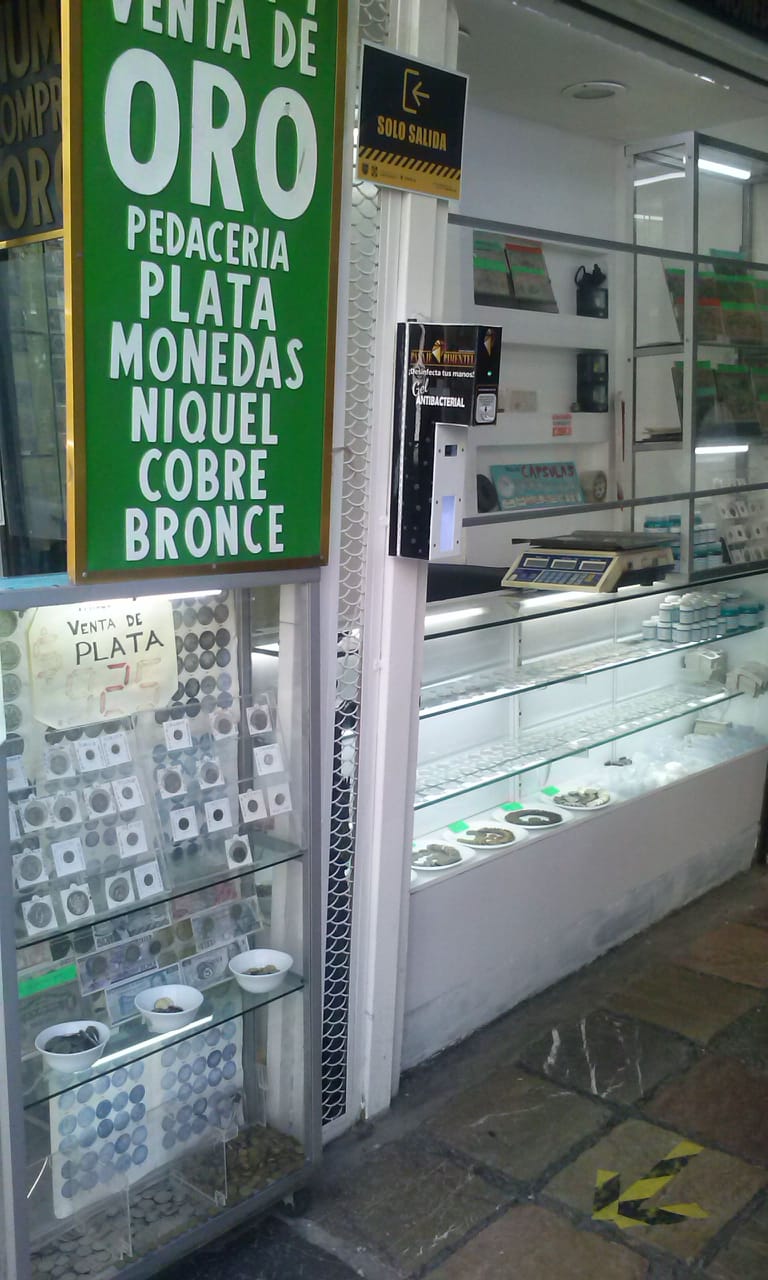 VENTA DE
ORO
PEDACERIA
PLATA
MONEDAS
NIQUEL
COBRE
BRONCE
SOLO SALIDA
PIMENTEL
¡Desinfecta tus manos!
Gel
ANTIBACTERIAL
CAPSULAS
VENTA DE
PLATA